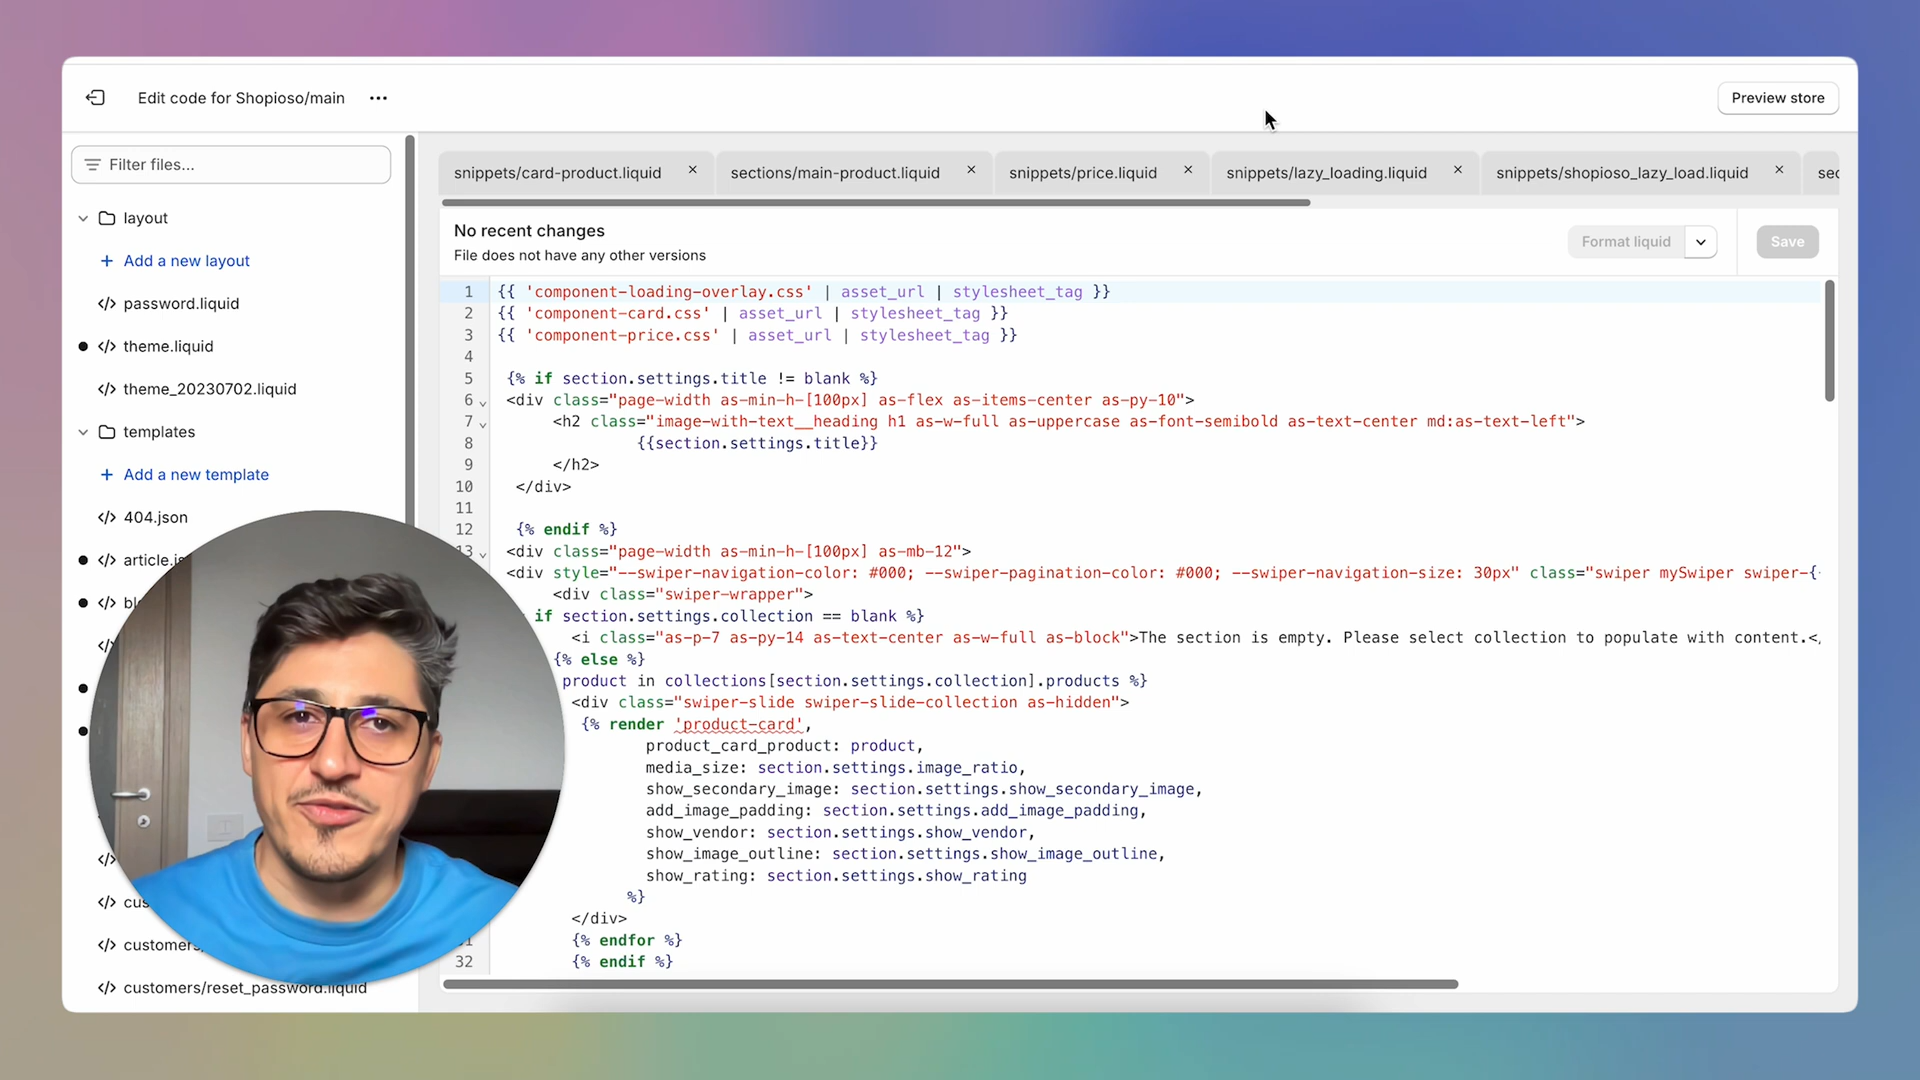 Edit code for Shopioso/main
Preview store
Filter files...
layout
Add a new layout
password.liquid
theme.liquid
theme_20230702.liquid
templates
Add a new template
404.json
customers/reset_password.liquid
snippets/card-product.liquid
sections/main-product.liquid
snippets/price.liquid
snippets/lazy_loading.liquid
snippets/shopioso_lazy_load.liquid
No recent changes
File does not have any other versions
Format liquid
Save
1 {{ 'component-loading-overlay.css' | asset_url | stylesheet_tag }}
2 {{ 'component-card.css' | asset_url | stylesheet_tag }}
3 {{ 'component-price.css' | asset_url | stylesheet_tag }}
4
5 {% if section.settings.title != blank %}
6 <div class="page-width as-min-h-[100px] as-flex as-items-center as-py-10">
7 <h2 class="image-with-text__heading h1 as-w-full as-uppercase as-font-semibold as-text-center md:as-text-left">
8 {{section.settings.title}}
9 </h2>
10 </div>
11
12 {% endif %}
13 <div class="page-width as-min-h-[100px] as-mb-12">
<div style="--swiper-navigation-color: #000; --swiper-pagination-color: #000; --swiper-navigation-size: 30px" class="swiper mySwiper swiper-{
<div class="swiper-wrapper">
if section.settings.collection == blank %}
<i class="as-p-7 as-py-14 as-text-center as-w-full as-block">The section is empty. Please select collection to populate with content.<
{% else %}
product in collections[section.settings.collection].products %}
<div class="swiper-slide swiper-slide-collection as-hidden">
{% render 'product-card',
product_card_product: product,
media_size: section.settings.image_ratio,
show_secondary_image: section.settings.show_secondary_image,
add_image_padding: section.settings.add_image_padding,
show_vendor: section.settings.show_vendor,
show_image_outline: section.settings.show_image_outline,
show_rating: section.settings.show_rating
%}
</div>
{% endfor %}
32 {% endif %}